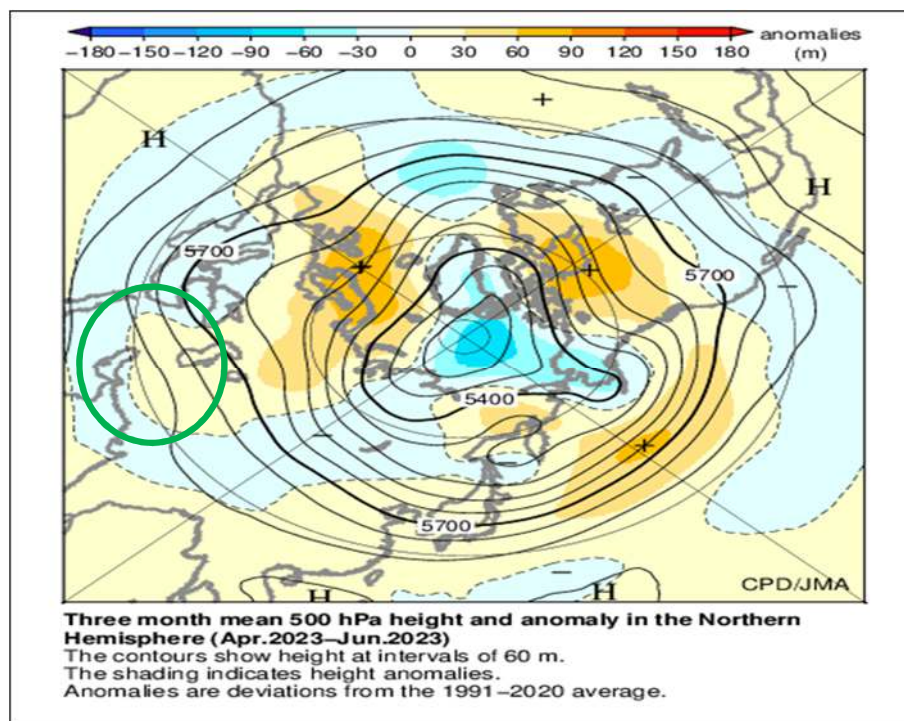 −180 −150 −120 −90 −60 −30 0 30 60 90 120 150 180 anomalies
(m)
+
H
−
H
5700
+
+
5700
−
5400
−
+
−
5700
−
H
H
CPD/JMA
Three month mean 500 hPa height and anomaly in the Northern
Hemisphere (Apr.2023−Jun.2023)
The contours show height at intervals of 60 m.
The shading indicates height anomalies.
Anomalies are deviations from the 1991−2020 average.